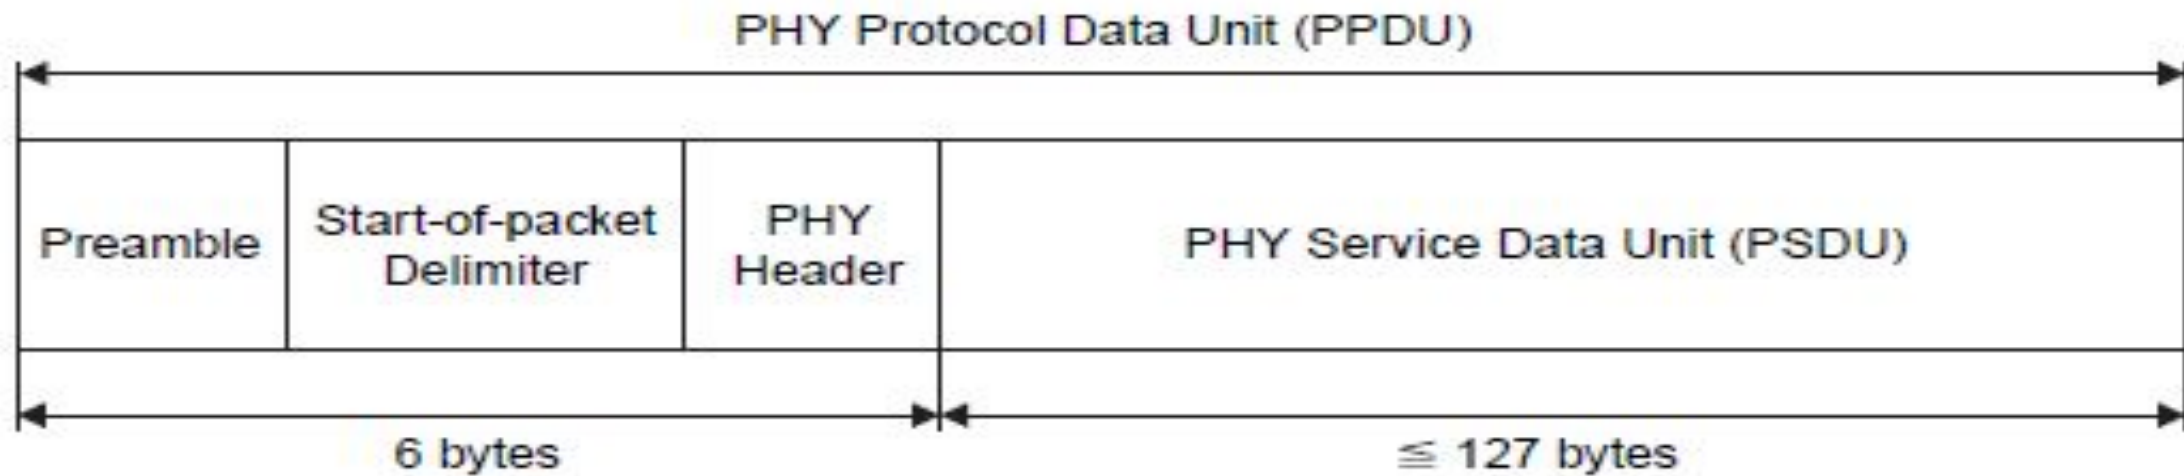 PHY Protocol Data Unit (PPDU)
Preamble
Start-of-packet
Delimiter
PHY
Header
PHY Service Data Unit (PSDU)
6 bytes
≦ 127 bytes